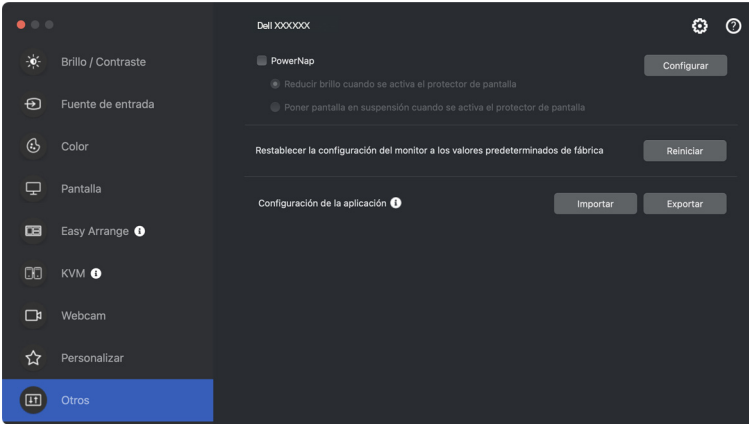 Dell XXXXXX
Brillo / Contraste
Fuente de entrada
Color
Pantalla
Easy Arrange
KVM
Webcam
Personalizar
Otros
PowerNap
Configurar
Reducir brillo cuando se activa el protector de pantalla
Poner pantalla en suspensión cuando se activa el protector de pantalla
Restablecer la configuración del monitor a los valores predeterminados de fábrica
Reiniciar
Configuración de la aplicación
Importar
Exportar